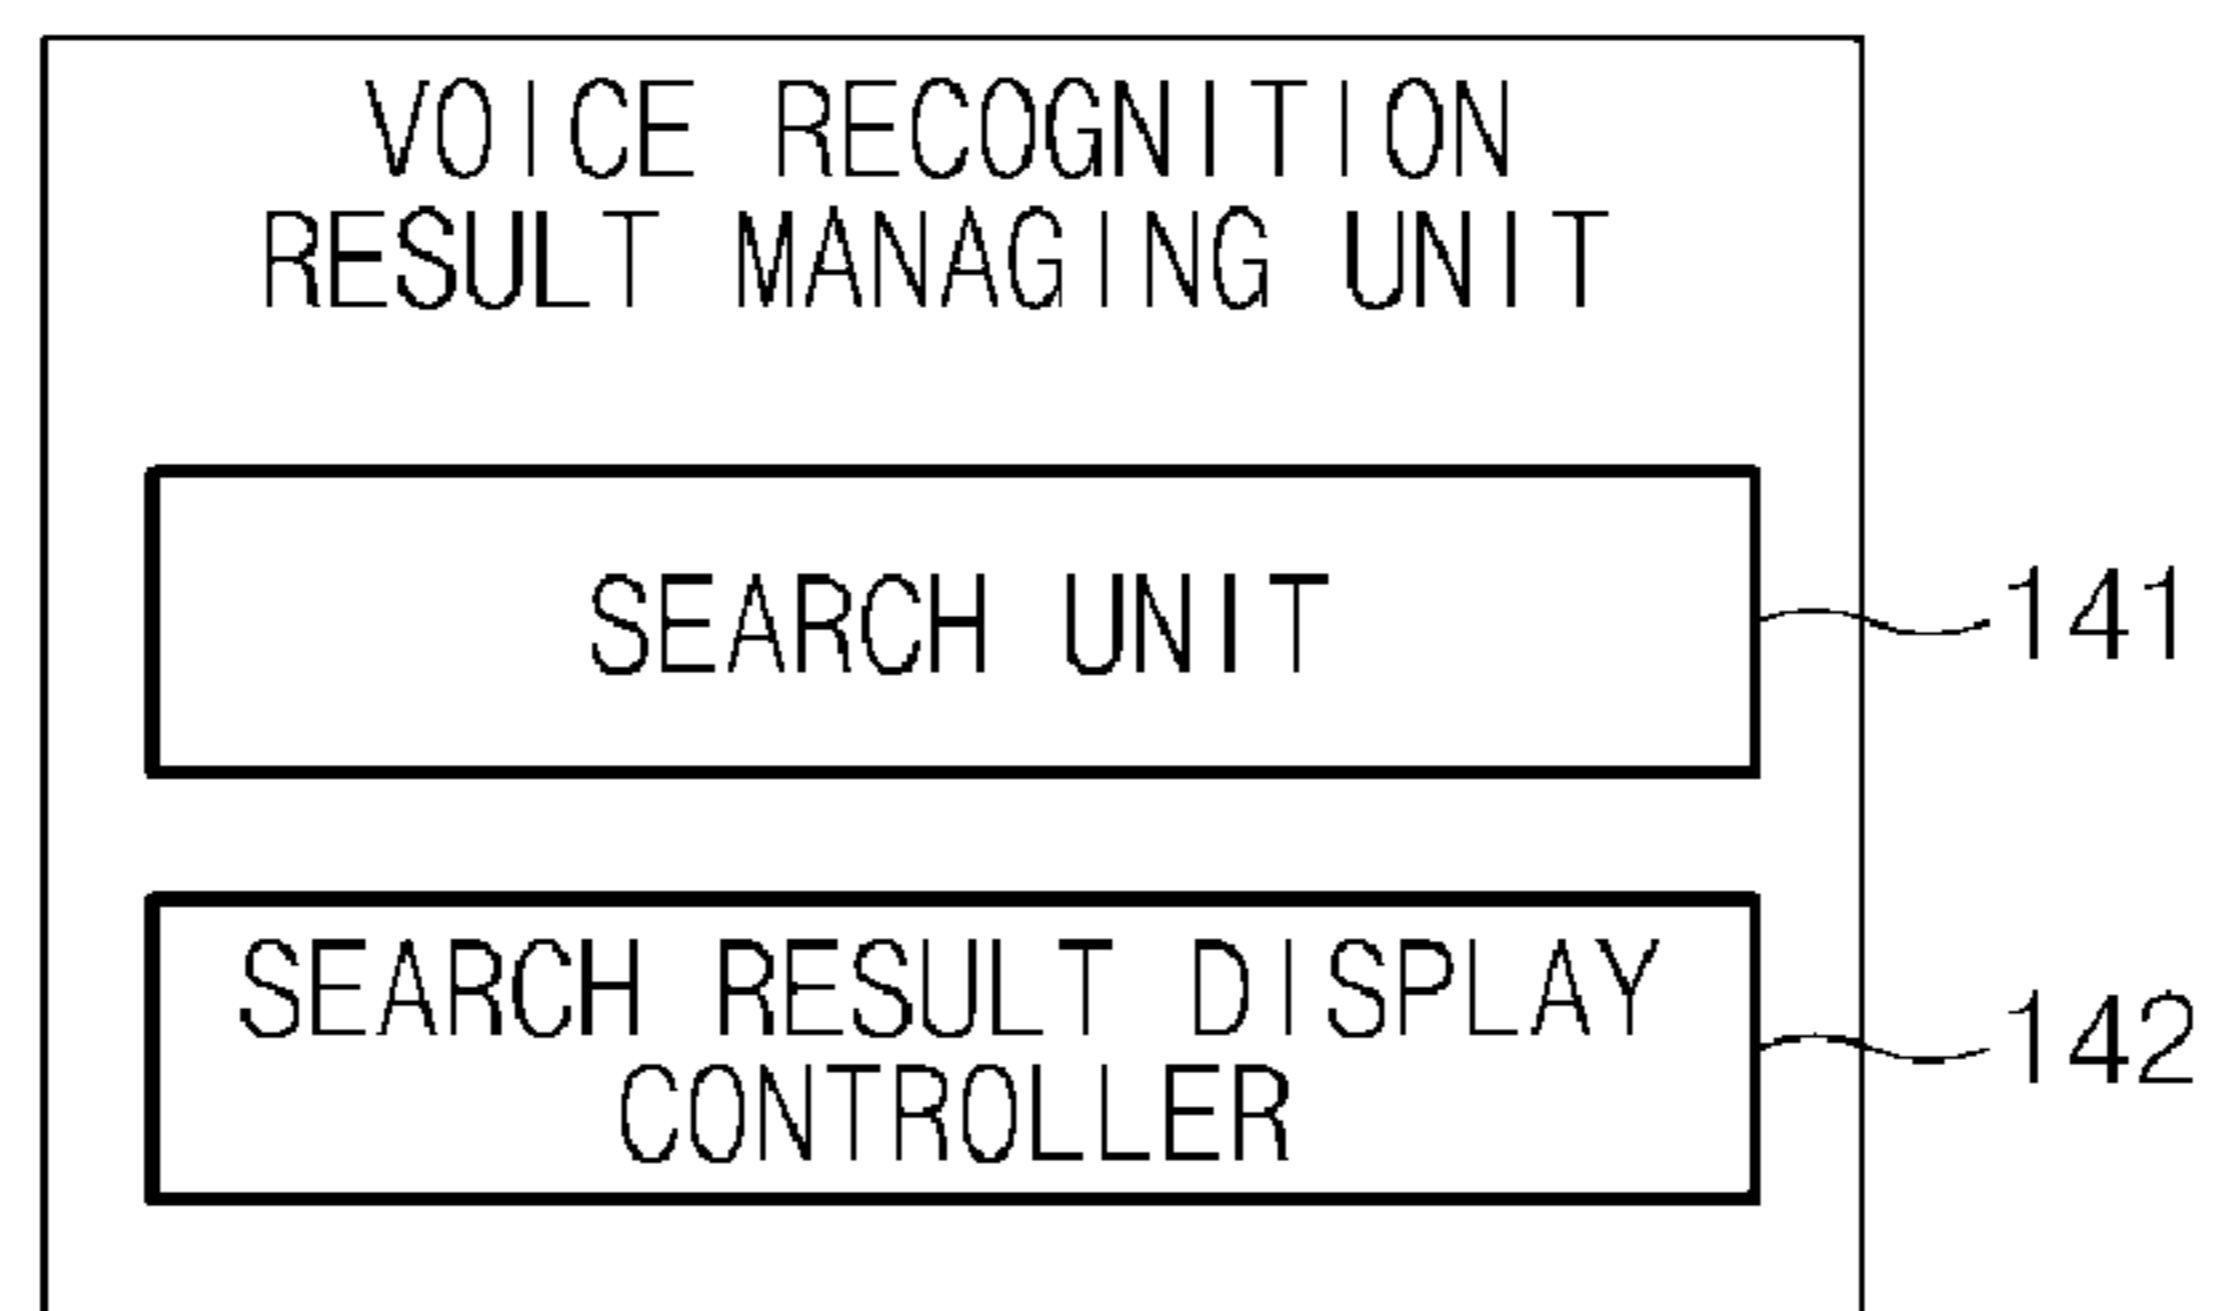 VOICE RECOGNITION
RESULT MANAGING UNIT
SEARCH UNIT
141
SEARCH RESULT DISPLAY
CONTROLLER
142